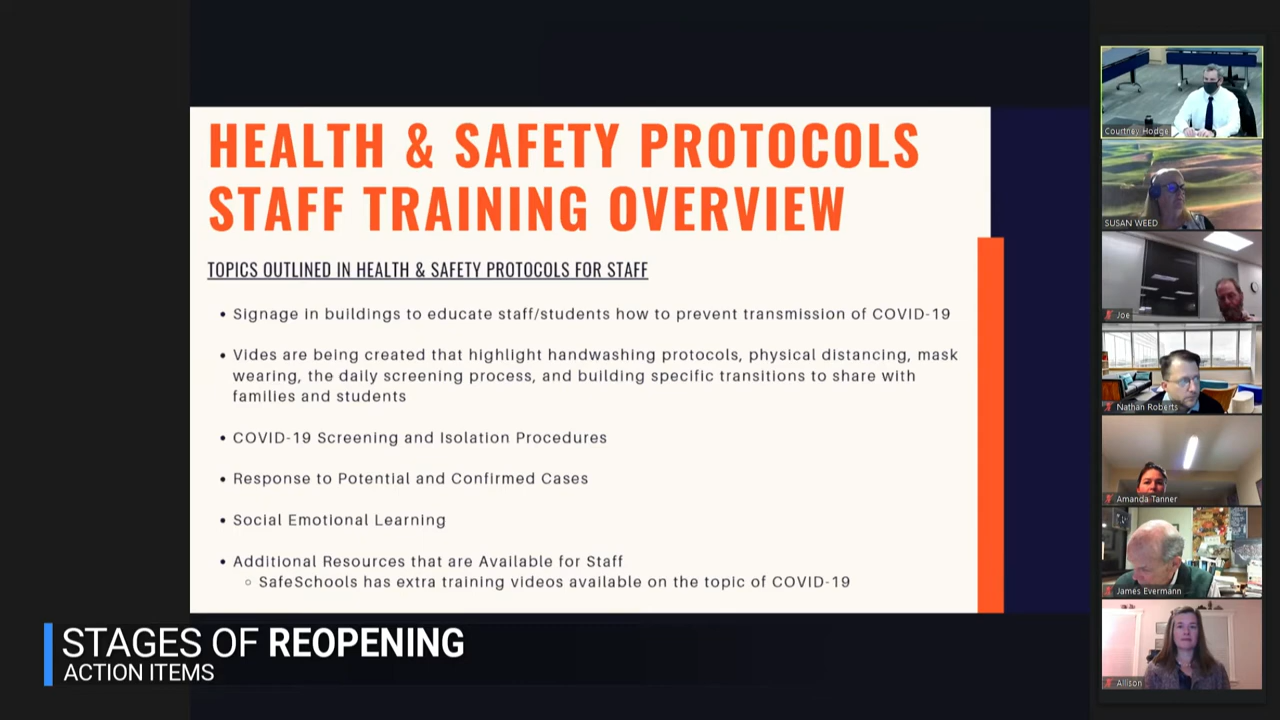 HEALTH & SAFETY PROTOCOLS
STAFF TRAINING OVERVIEW
TOPICS OUTLINED IN HEALTH & SAFETY PROTOCOLS FOR STAFF
• Signage in buildings to educate staff/students how to prevent transmission of COVID-19
• Vides are being created that highlight handwashing protocols, physical distancing, mask
wearing, the daily screening process, and building specific transitions to share with
families and students
• COVID-19 Screening and Isolation Procedures
• Response to Potential and Confirmed Cases
• Social Emotional Learning
• Additional Resources that are Available for Staff
◦ SafeSchools has extra training videos available on the topic of COVID-19
STAGES OF REOPENING
ACTION ITEMS
Courtney Hodge
SUSAN WEED
Joe
Nathan Roberts
Amanda Tanner
James Evermann
Allison